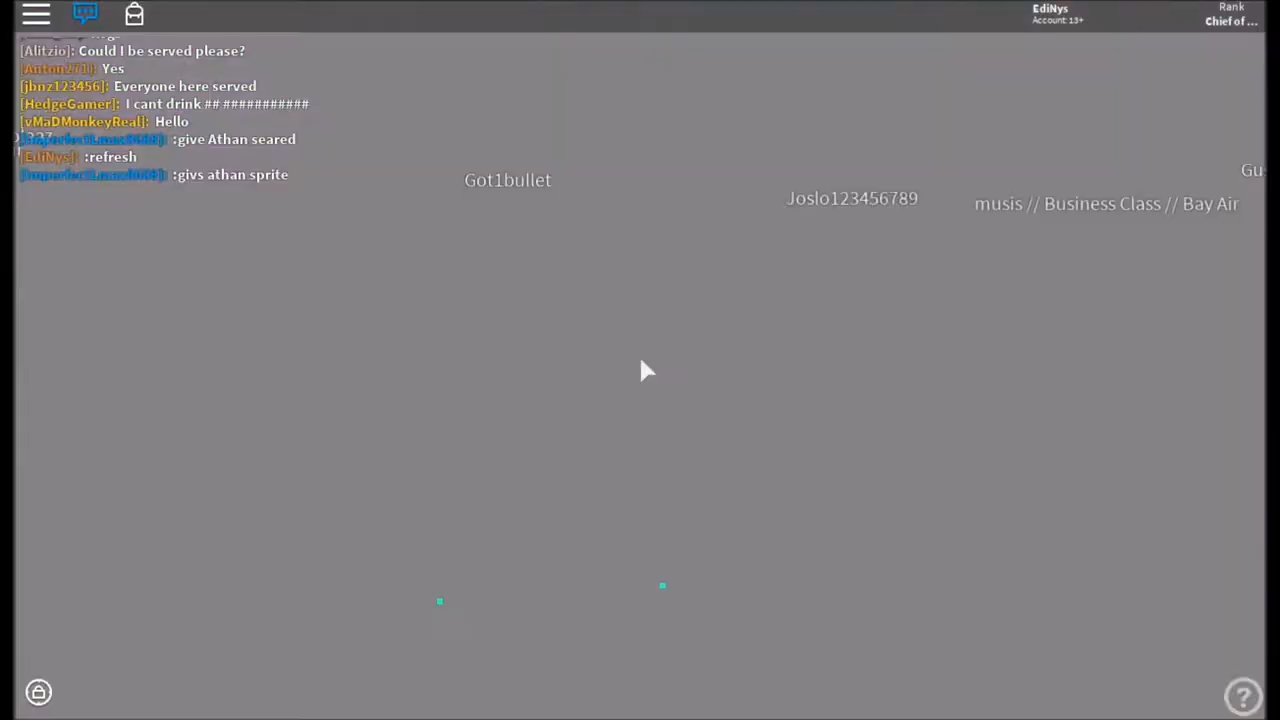 EdiNys
Account: 13+
Rank
Chief of ...
[Alitzio]: Could I be served please?
Yes
[jbnz123456]: Everyone here served
[HedgeGamer]: I cant drink ## ###########
[vMaDMonkeyReal]: Hello
:give Athan seared
[EdiNys]: :refresh
:givs athan sprite
Got1bullet
Joslo123456789
musis // Business Class // Bay Air
Gu
?